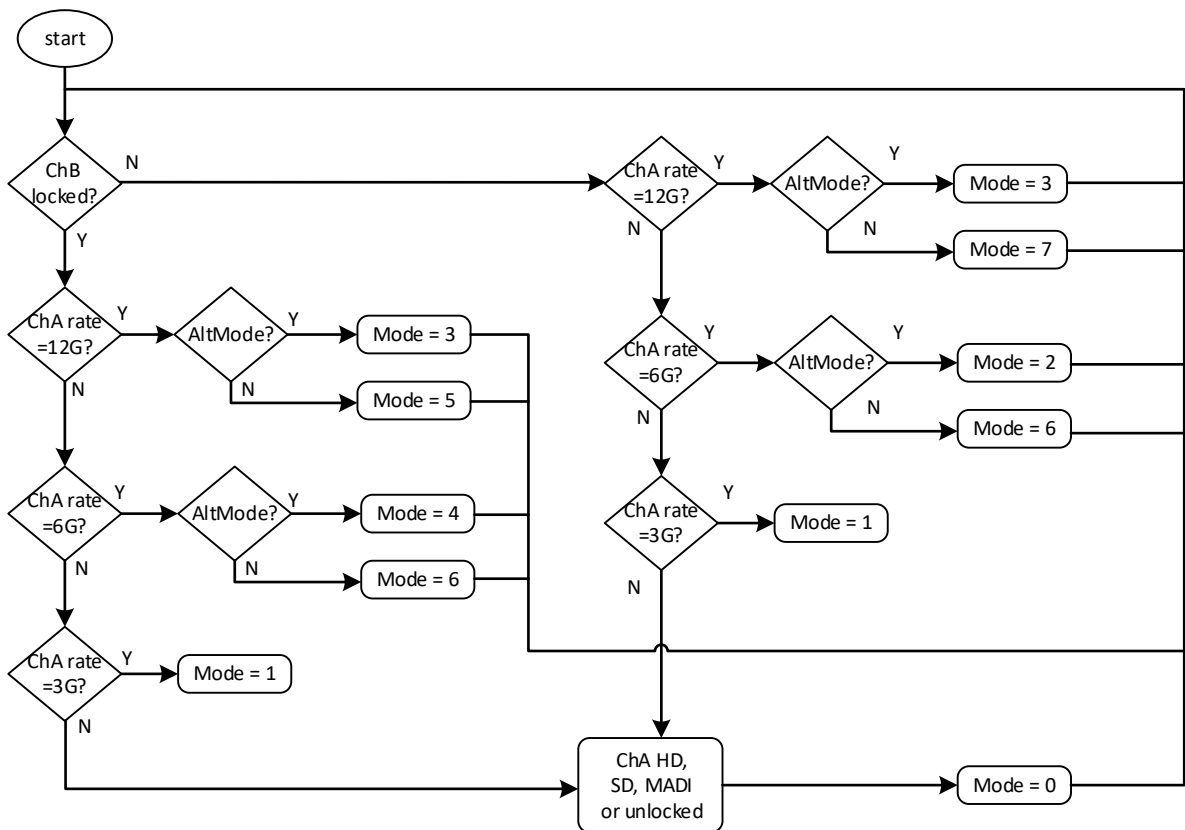 start
ChB
locked?
N
Y
ChA rate
=12G?
Y
N
AltMode?
Y
N
Mode = 3
Mode = 7
ChA rate
=12G?
Y
N
AltMode?
Y
N
Mode = 3
Mode = 5
ChA rate
=6G?
Y
N
AltMode?
Y
N
Mode = 2
Mode = 6
ChA rate
=6G?
Y
N
AltMode?
Y
N
Mode = 4
Mode = 6
ChA rate
=3G?
Y
N
Mode = 1
ChA rate
=3G?
Y
N
Mode = 1
ChA HD,
SD, MADI
or unlocked
Mode = 0